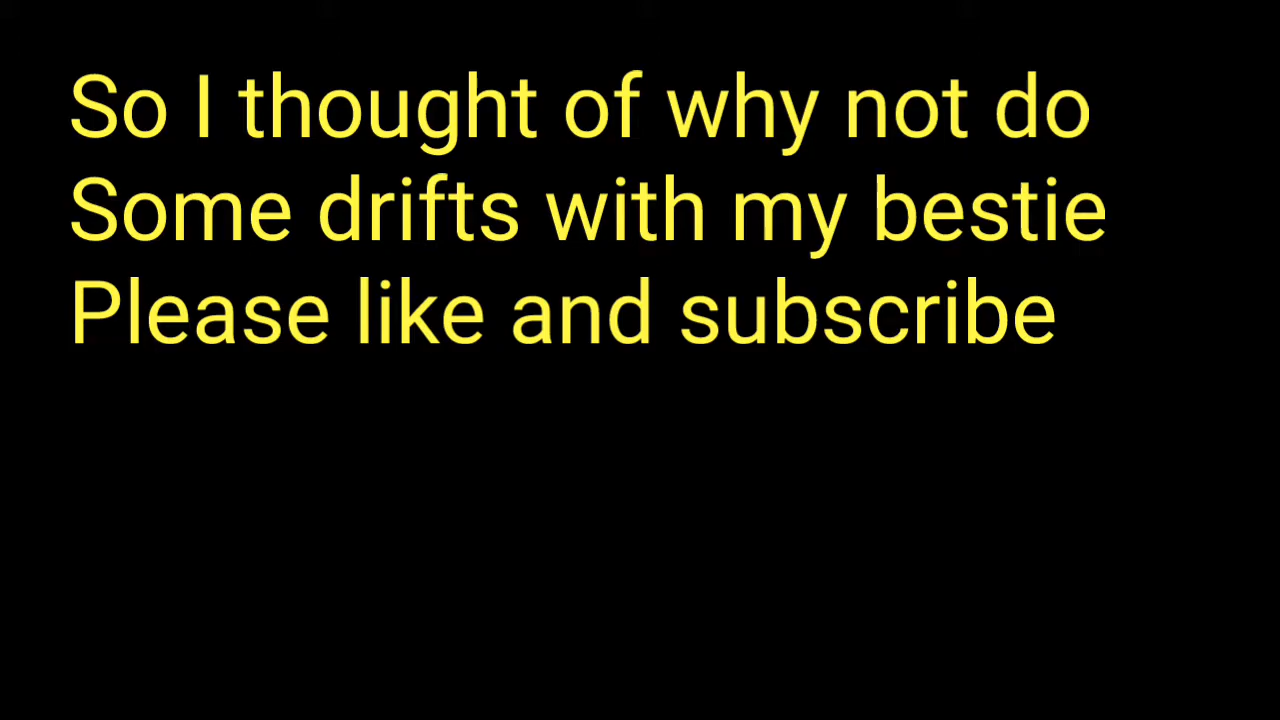 So I thought of why not do
Some drifts with my bestie
Please like and subscribe